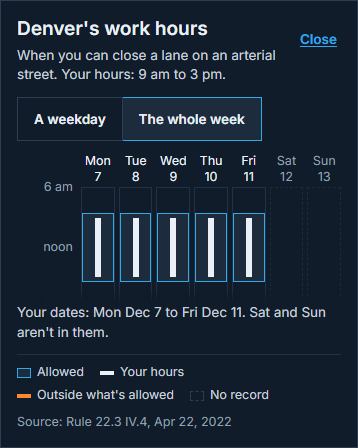 Denver's work hours
Close
When you can close a lane on an arterial
street. Your hours: 9 am to 3 pm.
A weekday
The whole week
Mon Tue Wed Thu Fri Sat Sun
7 8 9 10 11 12 13
6 am
noon
Your dates: Mon Dec 7 to Fri Dec 11. Sat and Sun
aren't in them.
Allowed Your hours
Outside what's allowed No record
Source: Rule 22.3 IV.4, Apr 22, 2022